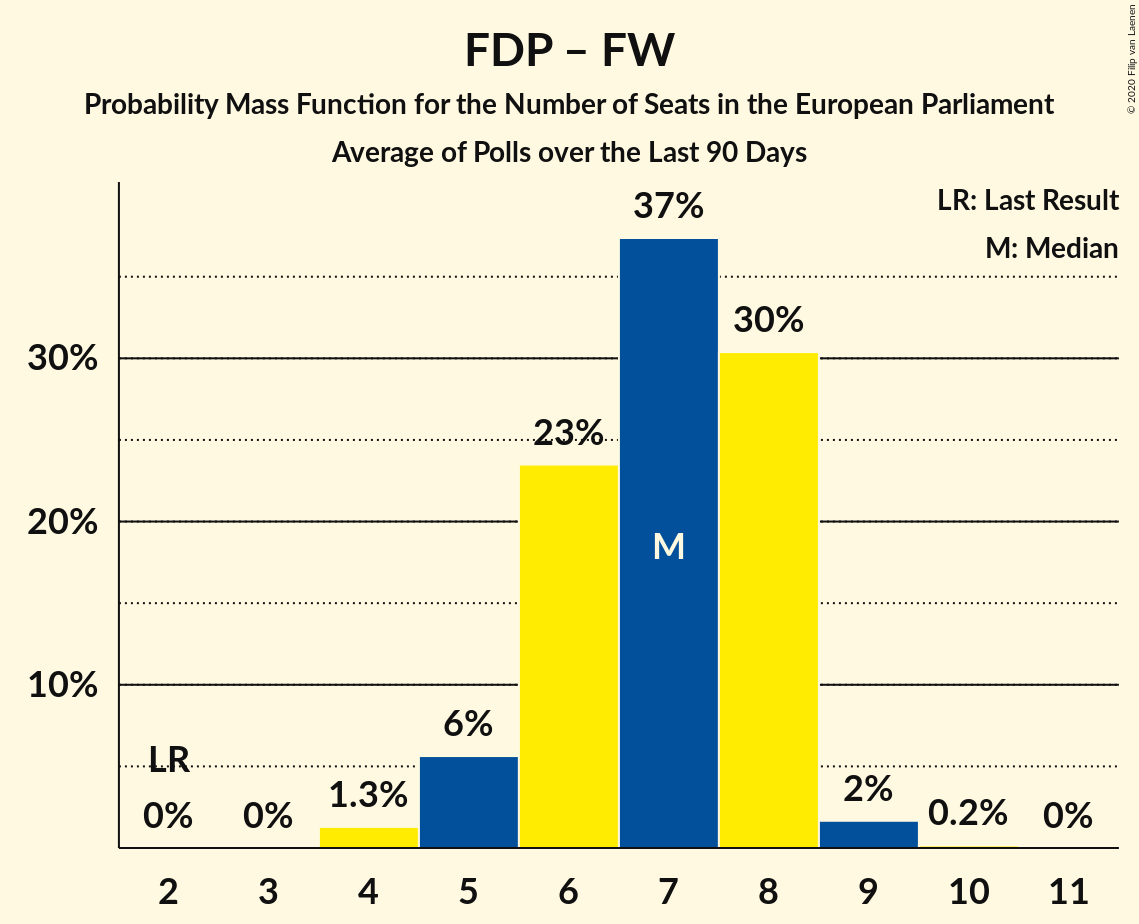 FDP – FW
Probability Mass Function for the Number of Seats in the European Parliament
Average of Polls over the Last 90 Days
© 2020 Filip van Laenen
LR: Last Result
M: Median
37%
30%
23%
30%
20%
M
10%
6%
LR
1.3%
2%
0%
0%
0.2%
0%
2 3 4 5 6 7 8 9 10 11